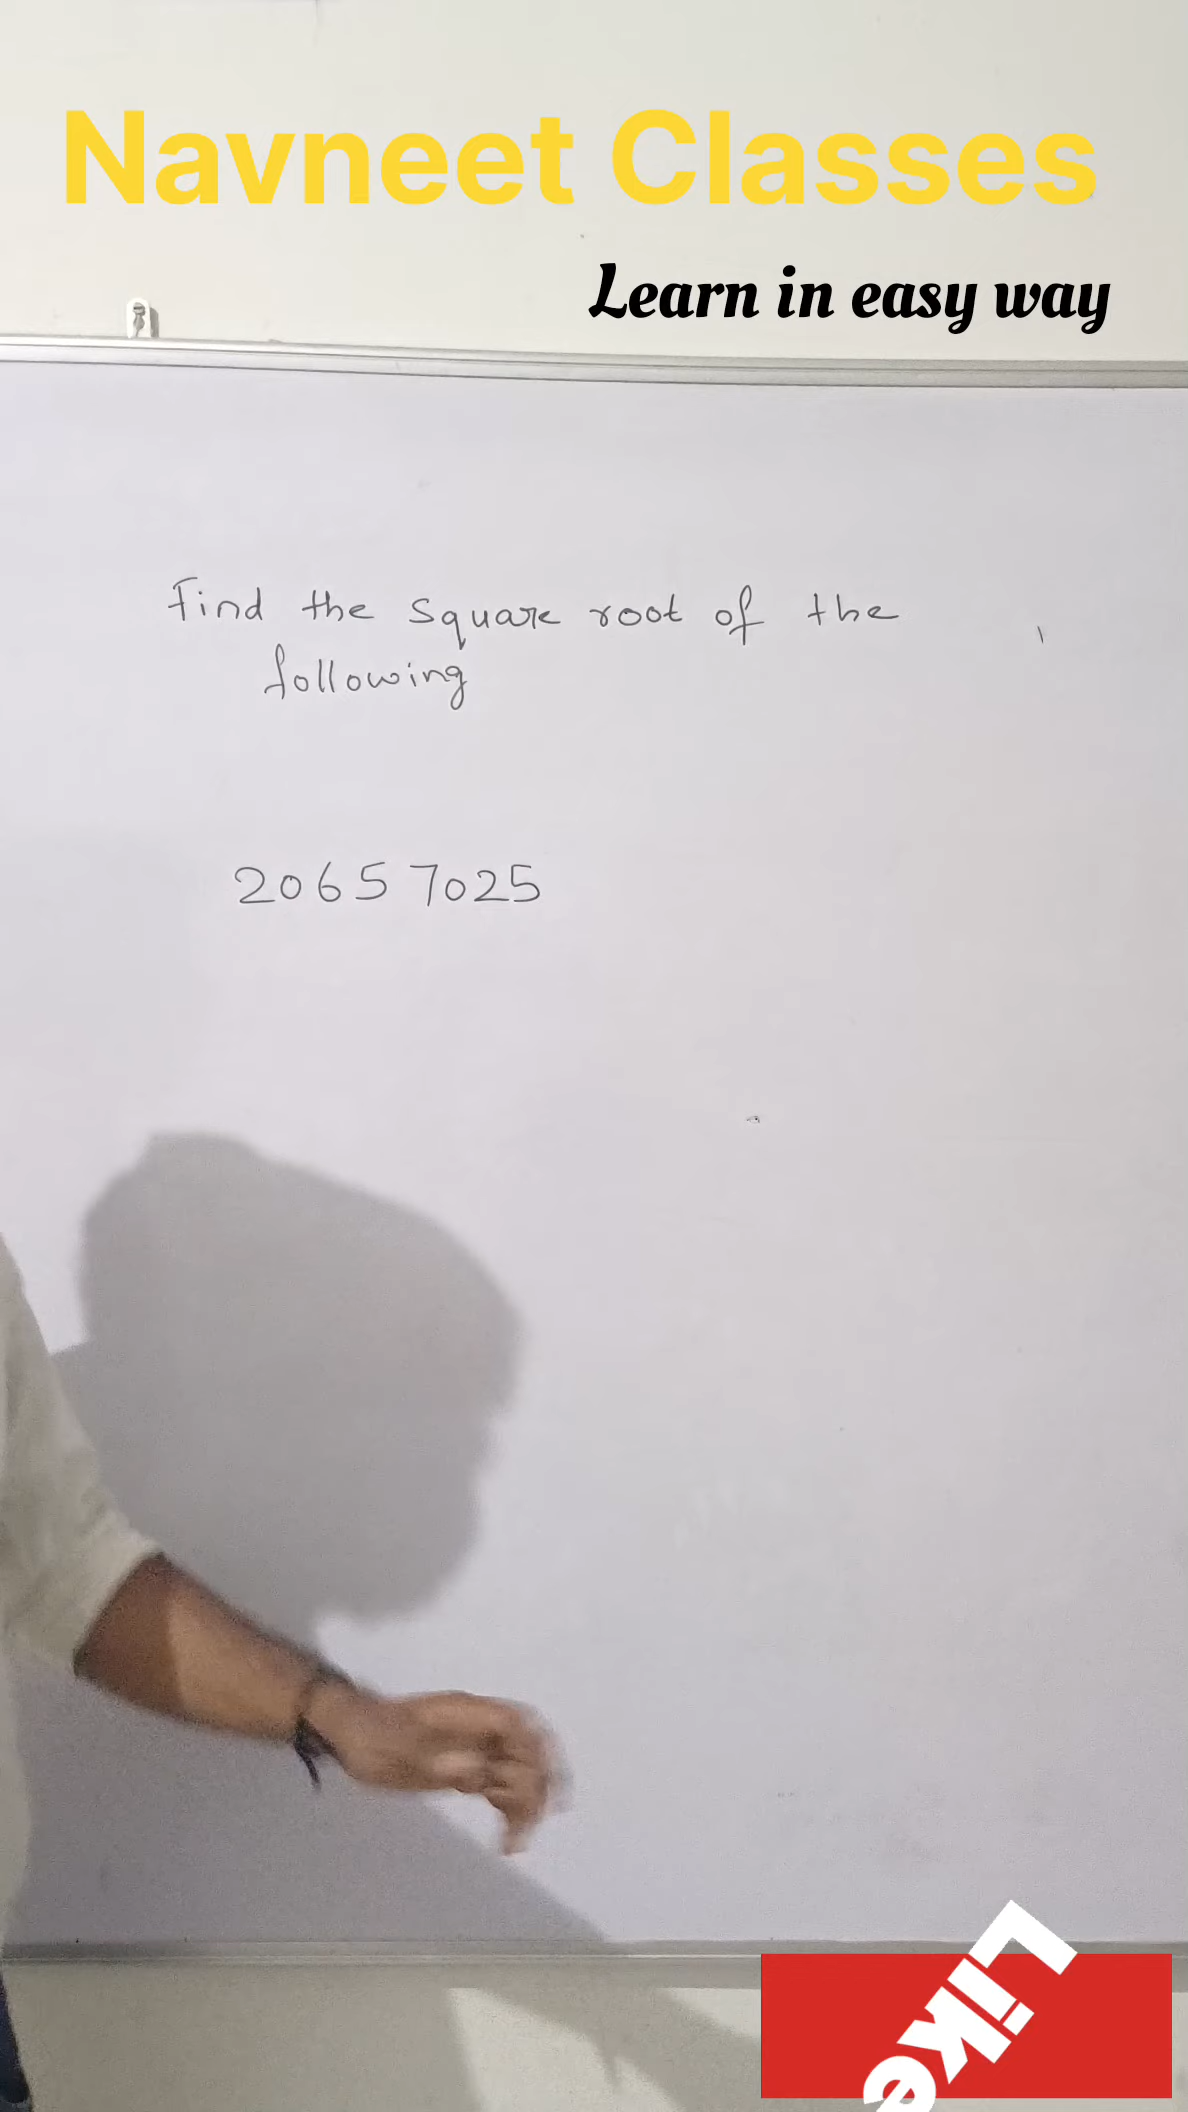 Navneet Classes
Learn in easy way
Find the square root of the
following
20657025
Like